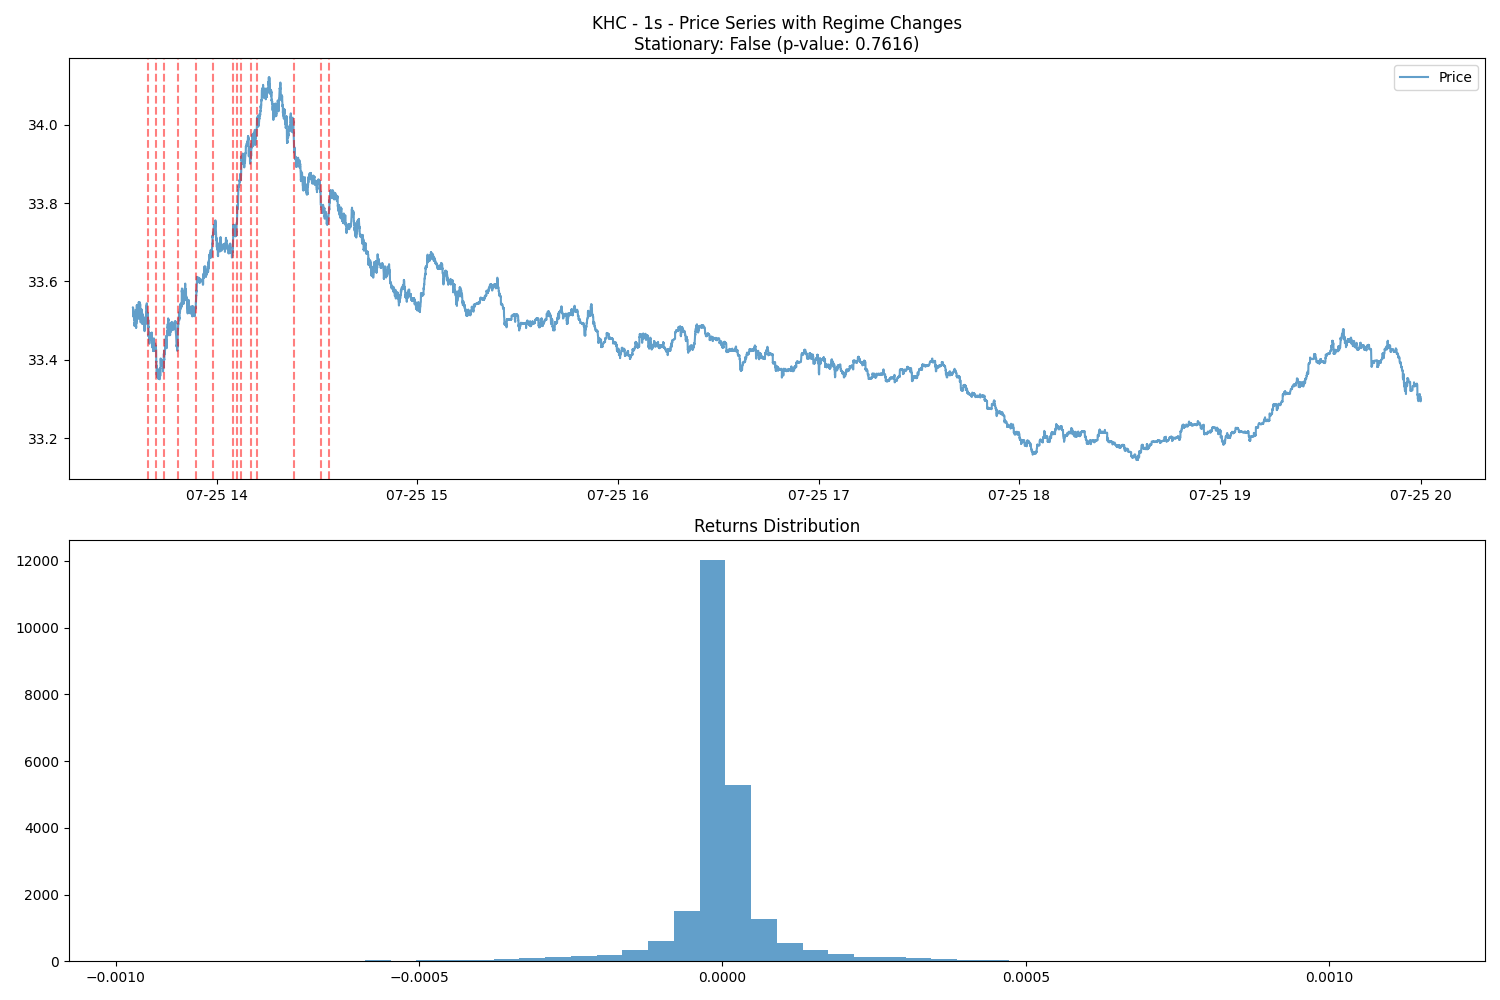 KHC - 1s - Price Series with Regime Changes
Stationary: False (p-value: 0.7616)
Price
34.0
33.8
33.6
33.4
33.2
07-25 14 07-25 15 07-25 16 07-25 17 07-25 18 07-25 19 07-25 20
Returns Distribution
12000
10000
8000
6000
4000
2000
0
−0.0010 −0.0005 0.0000 0.0005 0.0010